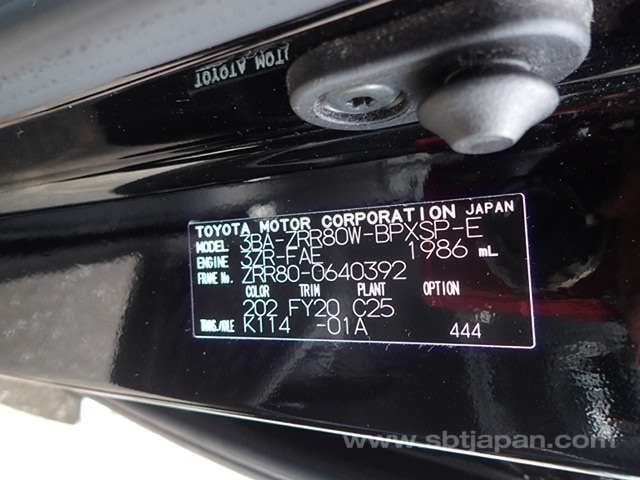 TOYOTA MOT
TOYOTA MOTOR CORPORATION JAPAN
MODEL 3BA-ZRR80W-BPXSP-E
ENGINE 3ZR-FAE 1986 mL
FRAME No. ZRR80-0640392
COLOR TRIM PLANT OPTION
202 FY20 C25
TRANS./AXLE K114 -01A 444
www.sbtjapan.com